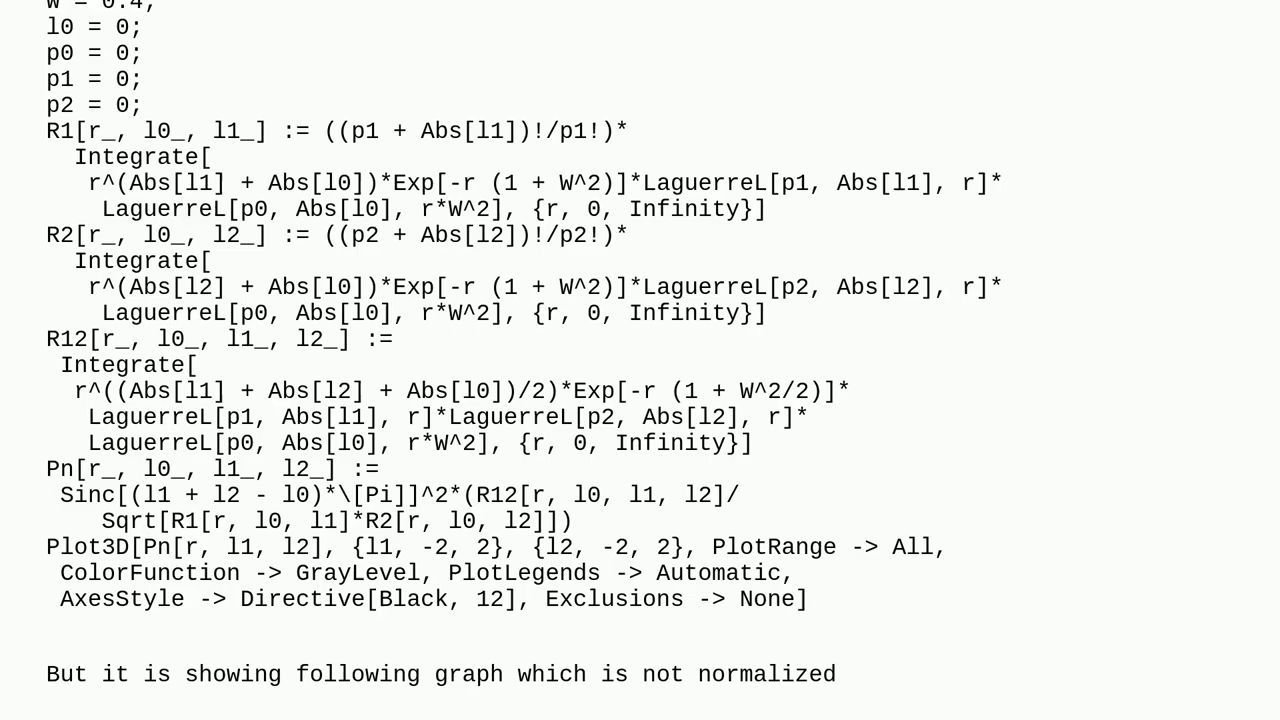 W = 0.4;
l0 = 0;
p0 = 0;
p1 = 0;
p2 = 0;
R1[r_, l0_, l1_] := ((p1 + Abs[l1])!/p1!)*
  Integrate[
   r^(Abs[l1] + Abs[l0])*Exp[-r (1 + W^2)]*LaguerreL[p1, Abs[l1], r]*
    LaguerreL[p0, Abs[l0], r*W^2], {r, 0, Infinity}]
R2[r_, l0_, l2_] := ((p2 + Abs[l2])!/p2!)*
  Integrate[
   r^(Abs[l2] + Abs[l0])*Exp[-r (1 + W^2)]*LaguerreL[p2, Abs[l2], r]*
    LaguerreL[p0, Abs[l0], r*W^2], {r, 0, Infinity}]
R12[r_, l0_, l1_, l2_] :=
 Integrate[
  r^((Abs[l1] + Abs[l2] + Abs[l0])/2)*Exp[-r (1 + W^2/2)]*
   LaguerreL[p1, Abs[l1], r]*LaguerreL[p2, Abs[l2], r]*
   LaguerreL[p0, Abs[l0], r*W^2], {r, 0, Infinity}]
Pn[r_, l0_, l1_, l2_] :=
 Sinc[(l1 + l2 - l0)*\[Pi]]^2*(R12[r, l0, l1, l2]/
    Sqrt[R1[r, l0, l1]*R2[r, l0, l2]])
Plot3D[Pn[r, l1, l2], {l1, -2, 2}, {l2, -2, 2}, PlotRange -> All,
 ColorFunction -> GrayLevel, PlotLegends -> Automatic,
 AxesStyle -> Directive[Black, 12], Exclusions -> None]
But it is showing following graph which is not normalized